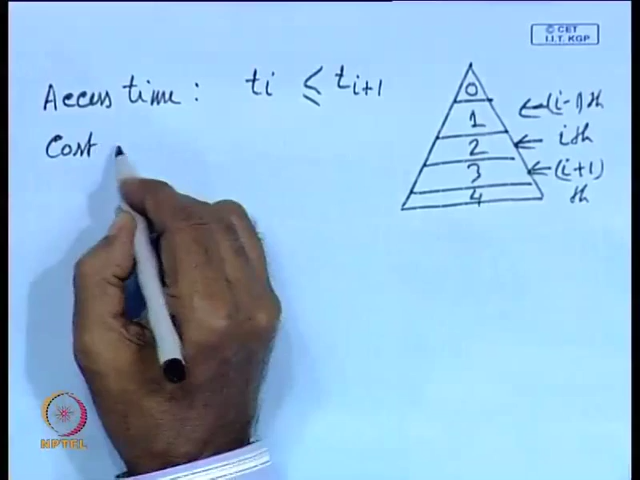 © CET
I.I.T. KGP
Access time : ti ≤ ti+1
Cost
0
1
2
3
4
(i-1)th
ith
(i+1)
th
NPTEL